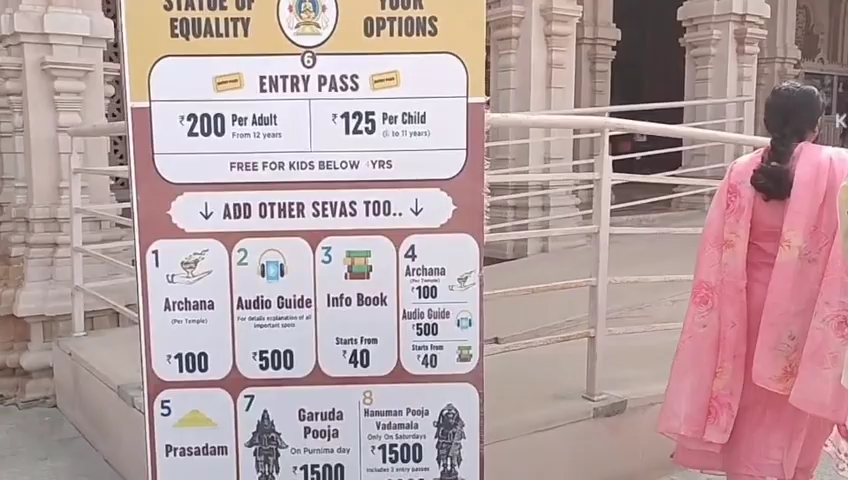 STATUE OF
EQUALITY
YOUR
OPTIONS
6
ENTRY PASS
₹200 Per Adult
From 12 years
₹125 Per Child
to 11 years)
FREE FOR KIDS BELOW YRS
ADD OTHER SEVAS TOO..
1
Archana
(Per Temple)
₹100
2
Audio Guide
For details explanation of all
important spots
₹500
3
Info Book
Starts From
₹40
4
Archana
(Per Temple)
₹100
Audio Guide
₹500
Starts From
₹40
5
Prasadam
7
Garuda
Pooja
On Purnima day
₹1500
8
Hanuman Pooja
Vadamala
Only On Saturdays
₹1500
Includes 2 entry passes